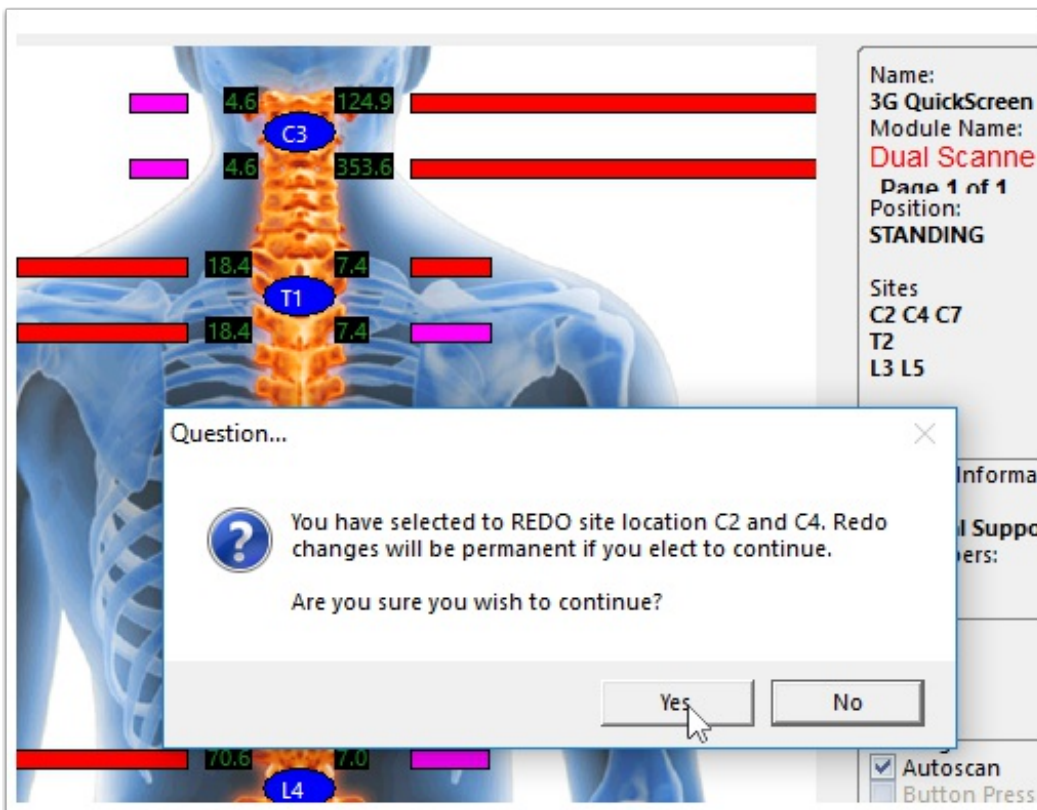 4.6 124.9
C3
4.6 353.6
18.4 7.4
T1
18.4 7.4
70.6 7.0
L4
Name:
3G QuickScreen
Module Name:
Dual Scanne
Page 1 of 1
Position:
STANDING
Sites
C2 C4 C7
T2
L3 L5
Informa
l Suppo
ers:
Autoscan
Button Press
Question...
You have selected to REDO site location C2 and C4. Redo
changes will be permanent if you elect to continue.
Are you sure you wish to continue?
Yes No